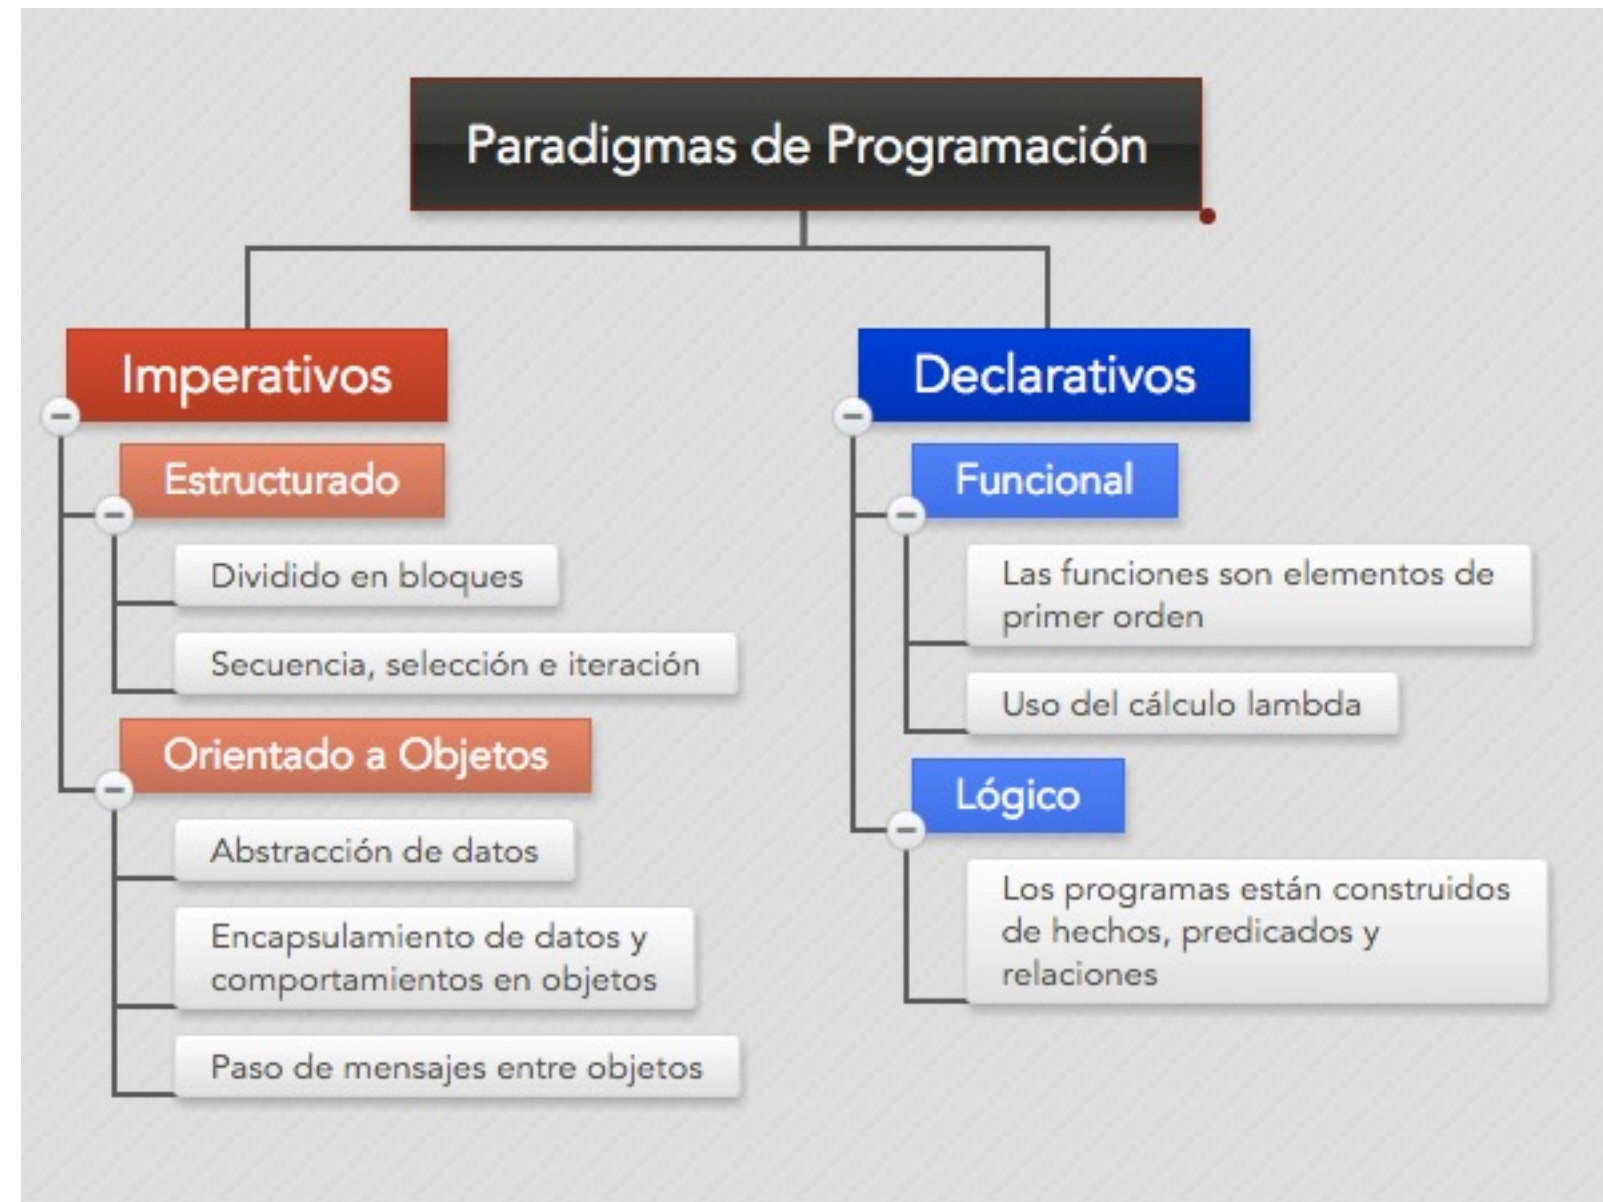 Paradigmas de Programación
Imperativos
Estructurado
Dividido en bloques
Secuencia, selección e iteración
Orientado a Objetos
Abstracción de datos
Encapsulamiento de datos y
comportamientos en objetos
Paso de mensajes entre objetos
Declarativos
Funcional
Las funciones son elementos de
primer orden
Uso del cálculo lambda
Lógico
Los programas están construidos
de hechos, predicados y
relaciones